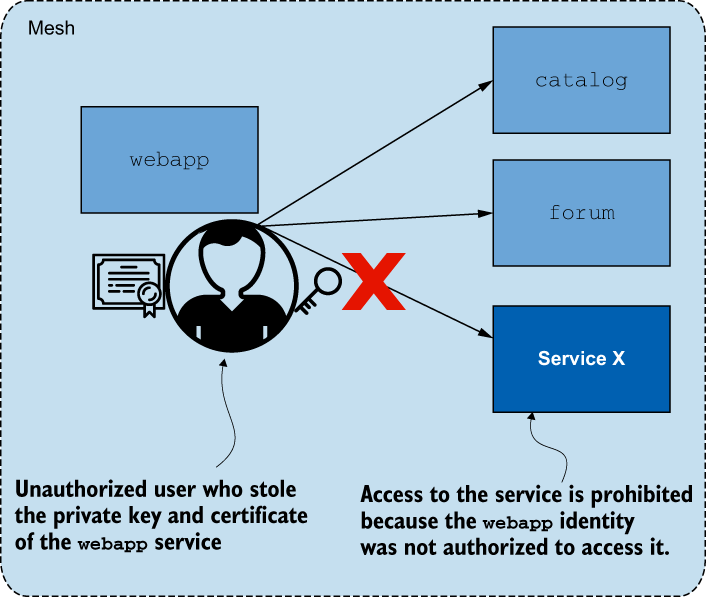 Mesh
catalog
webapp
forum
Service X
Unauthorized user who stole
the private key and certificate
of the webapp service
Access to the service is prohibited
because the webapp identity
was not authorized to access it.